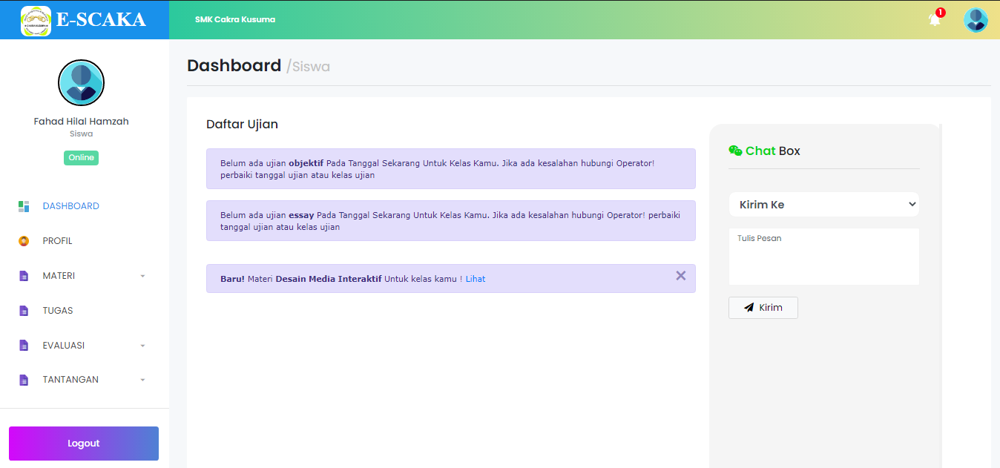 E-SCAKA
SMK Cakra Kusuma
1
Fahad Hilal Hamzah
Siswa
Online
DASHBOARD
PROFIL
MATERI
TUGAS
EVALUASI
TANTANGAN
Logout
Dashboard /Siswa
Daftar Ujian
Belum ada ujian objektif Pada Tanggal Sekarang Untuk Kelas Kamu. Jika ada kesalahan hubungi Operator!
perbaiki tanggal ujian atau kelas ujian
Belum ada ujian essay Pada Tanggal Sekarang Untuk Kelas Kamu. Jika ada kesalahan hubungi Operator! perbaiki
tanggal ujian atau kelas ujian
Baru! Materi Desain Media Interaktif Untuk kelas kamu ! Lihat
Chat Box
Kirim Ke
Tulis Pesan
Kirim